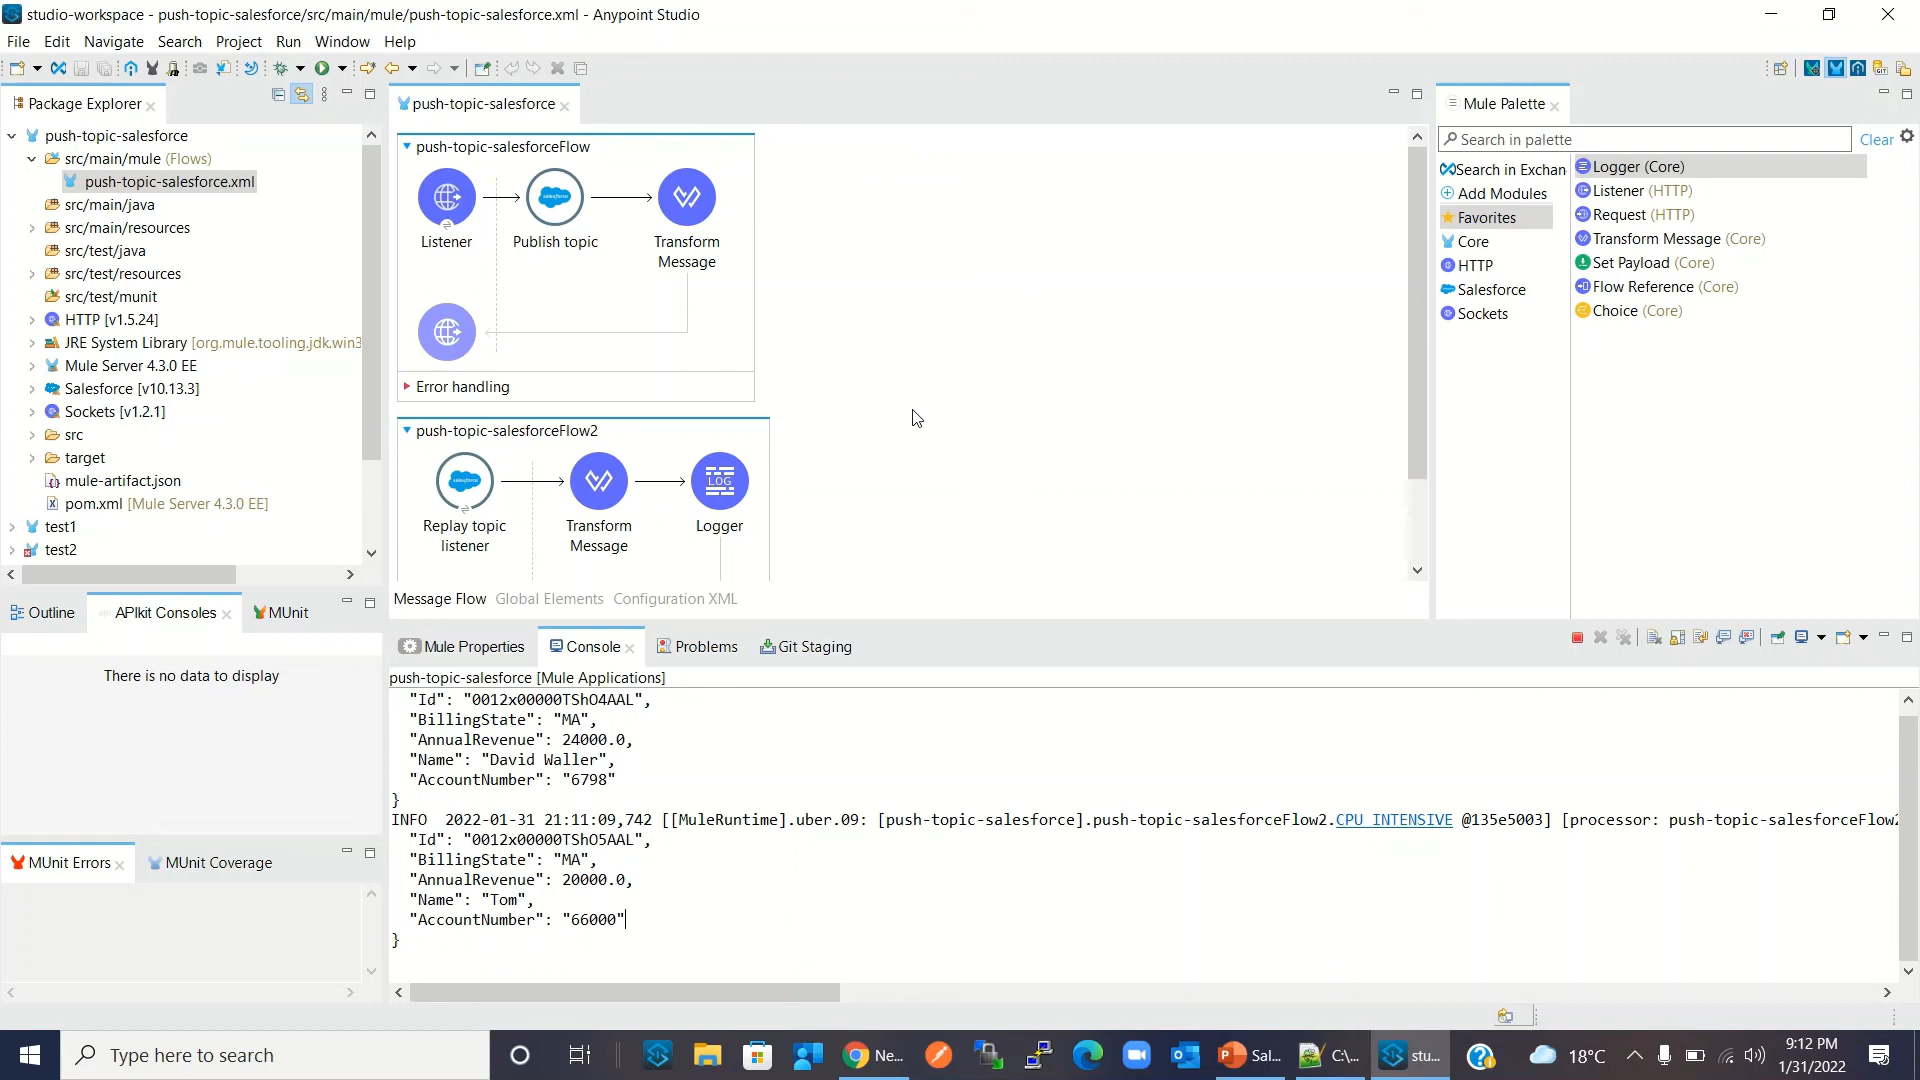 studio-workspace - push-topic-salesforce/src/main/mule/push-topic-salesforce.xml - Anypoint Studio
File Edit Navigate Search Project Run Window Help
Package Explorer
push-topic-salesforce
src/main/mule (Flows)
push-topic-salesforce.xml
src/main/java
src/main/resources
src/test/java
src/test/resources
src/test/munit
HTTP [v1.5.24]
JRE System Library [org.mule.tooling.jdk.win3
Mule Server 4.3.0 EE
Salesforce [v10.13.3]
Sockets [v1.2.1]
src
target
mule-artifact.json
pom.xml [Mule Server 4.3.0 EE]
test1
test2
push-topic-salesforce
push-topic-salesforceFlow
salesforce
Listener
Publish topic
Transform
Message
Error handling
push-topic-salesforceFlow2
salesforce
LOG
Replay topic
listener
Transform
Message
Logger
Message Flow Global Elements Configuration XML
Mule Palette
Search in palette
Clear
Search in Exchan
Add Modules
Favorites
Core
HTTP
Salesforce
Sockets
Logger (Core)
Listener (HTTP)
Request (HTTP)
Transform Message (Core)
Set Payload (Core)
Flow Reference (Core)
Choice (Core)
Outline
APIkit Consoles
MUnit
There is no data to display
MUnit Errors
MUnit Coverage
Mule Properties
Console
Problems
Git Staging
push-topic-salesforce [Mule Applications]
"Id": "0012x00000TShO4AAL",
"BillingState": "MA",
"AnnualRevenue": 24000.0,
"Name": "David Waller",
"AccountNumber": "6798"
}
INFO 2022-01-31 21:11:09,742 [[MuleRuntime].uber.09: [push-topic-salesforce].push-topic-salesforceFlow2.CPU_INTENSIVE @135e5003] [processor: push-topic-salesforceFlow2
"Id": "0012x00000TShO5AAL",
"BillingState": "MA",
"AnnualRevenue": 20000.0,
"Name": "Tom",
"AccountNumber": "66000"
}
Type here to search
Ne...
Sal...
C:\...
stu...
18°C
9:12 PM
1/31/2022